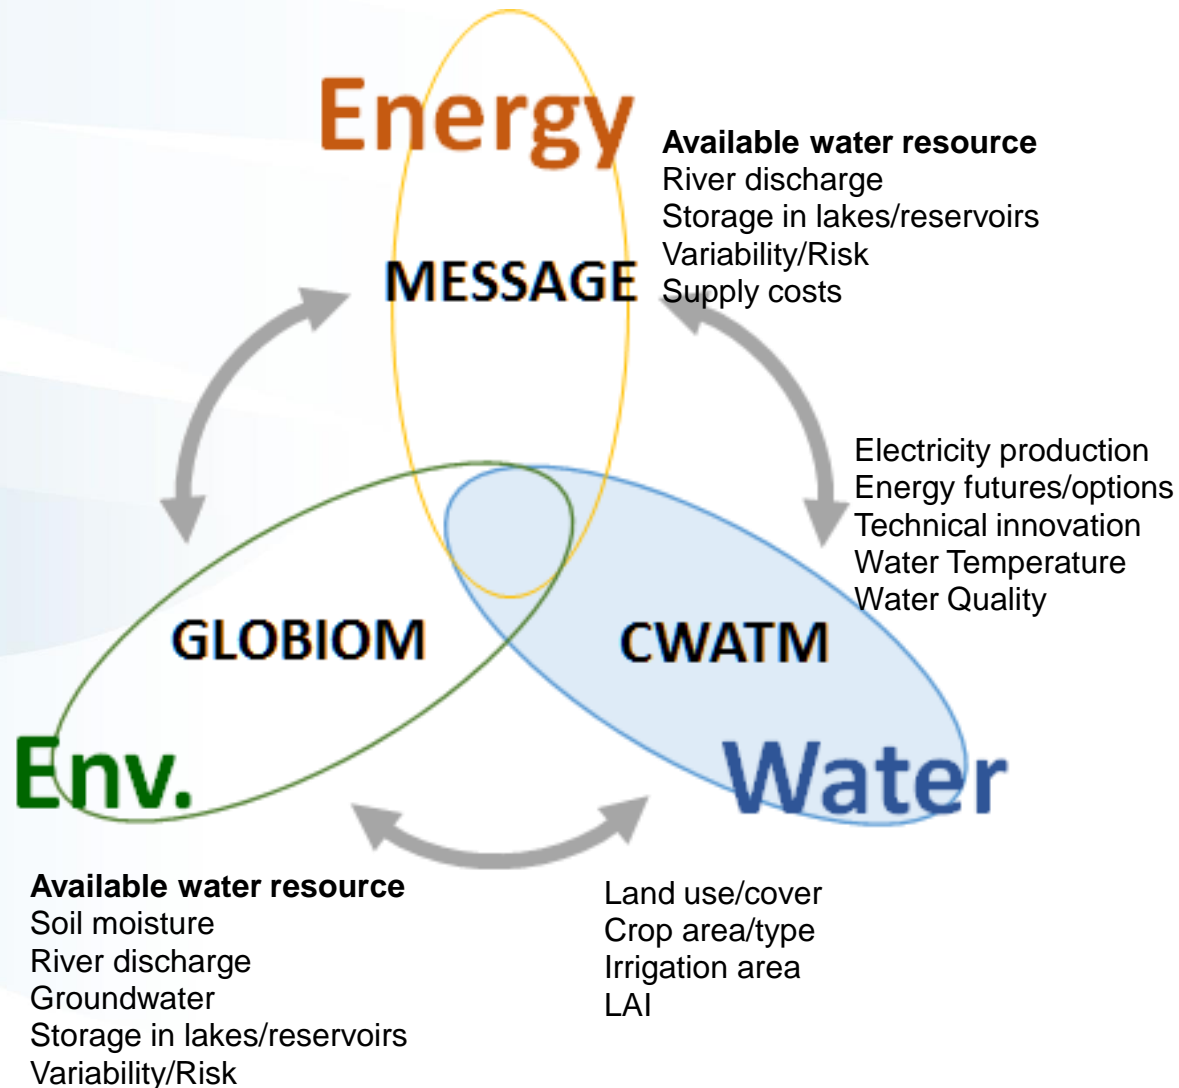 Energy
Available water resource
River discharge
Storage in lakes/reservoirs
Variability/Risk
Supply costs
MESSAGE
Electricity production
Energy futures/options
Technical innovation
Water Temperature
Water Quality
GLOBIOM
CWATM
Env.
Water
Available water resource
Soil moisture
River discharge
Groundwater
Storage in lakes/reservoirs
Variability/Risk
Land use/cover
Crop area/type
Irrigation area
LAI